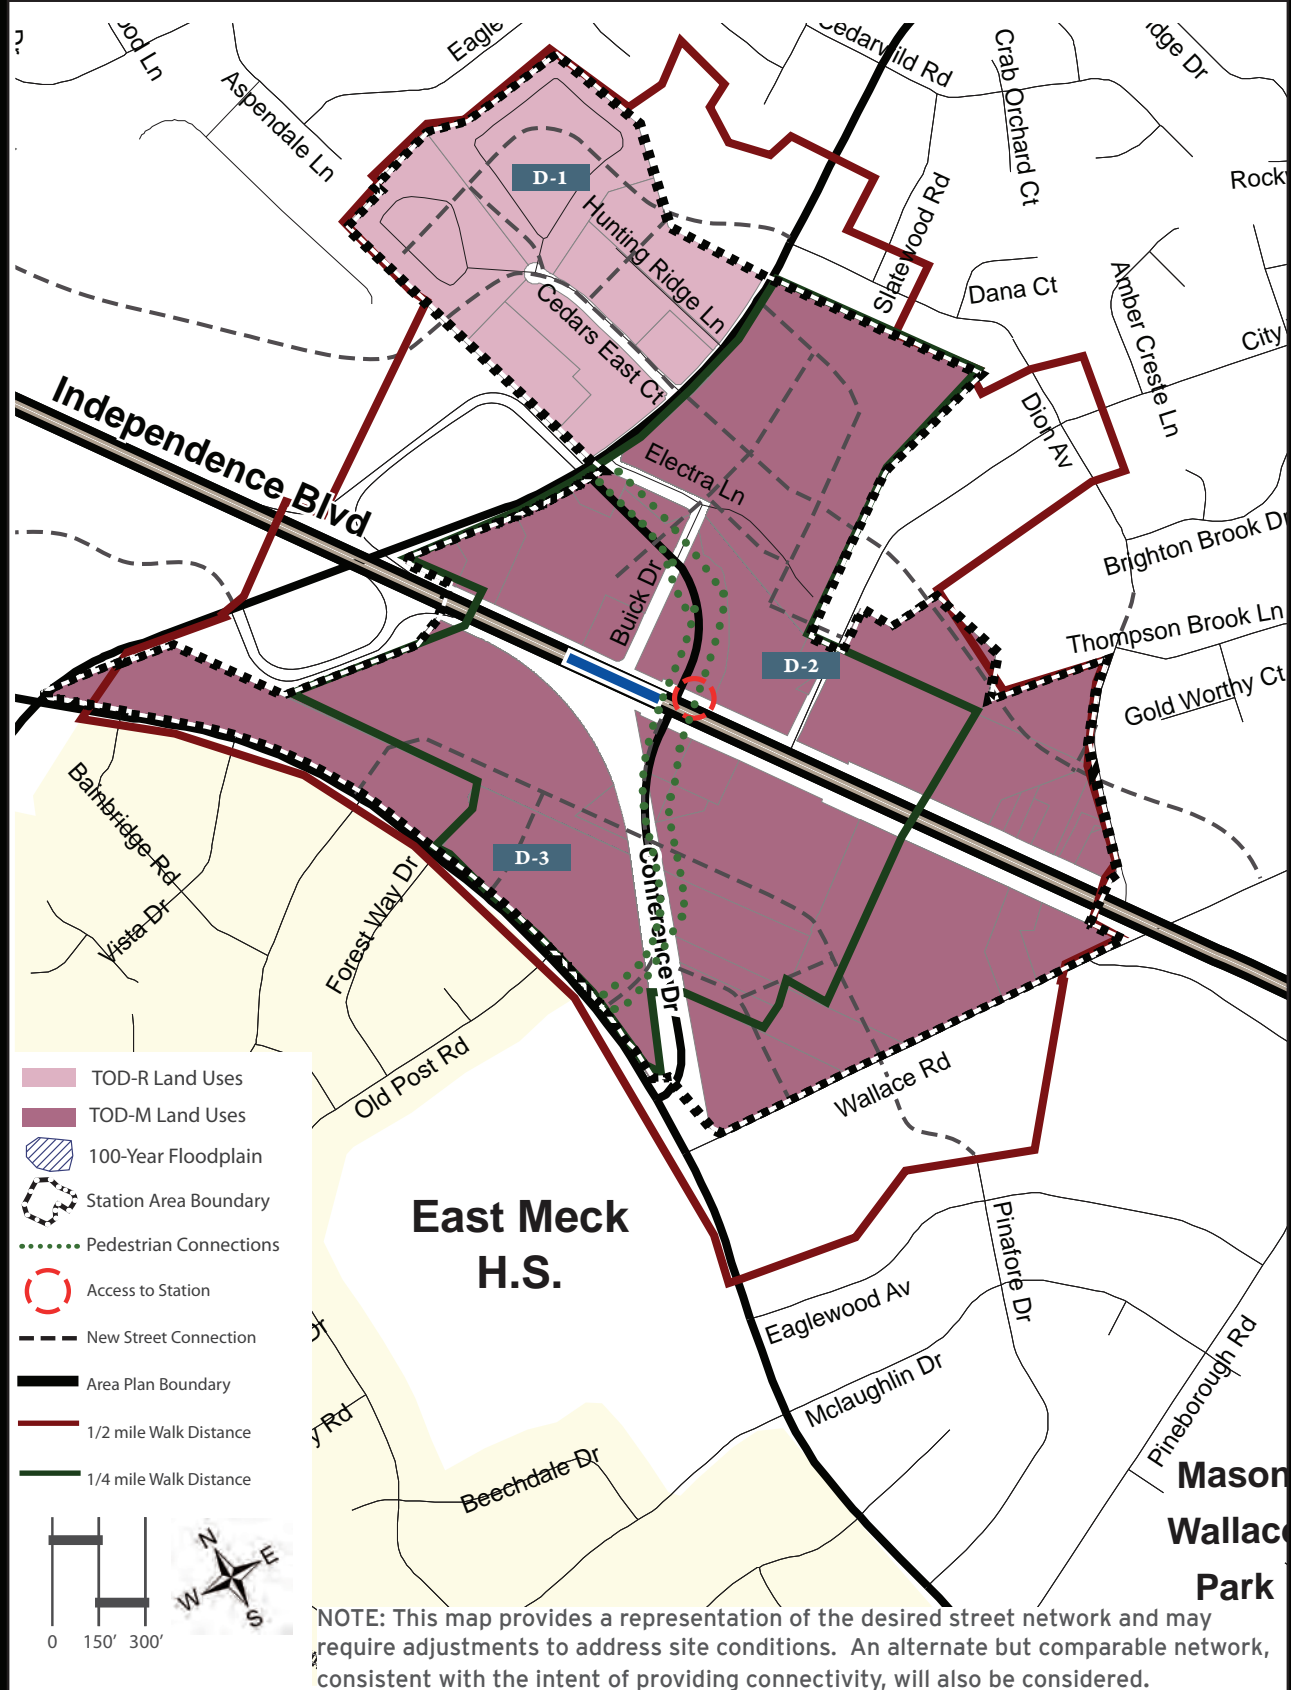 Eagle
Cedarwild Rd
Crab Orchard Ct
idge Dr
ood Ln
Aspendale Ln
D-1
Rock
Hunting Ridge Ln
Slatewood Rd
Dana Ct
Amber Creste Ln
City
Cedars East Ct
Independence Blvd
Dion Av
Electra Ln
Brighton Brook Dr
Buick Dr
Thompson Brook Ln
D-2
Gold Worthy Ct
Bainbridge Rd
Vista Dr
Forest Way Dr
D-3
Conference Dr
Old Post Rd
Wallace Rd
TOD-R Land Uses
TOD-M Land Uses
100-Year Floodplain
Station Area Boundary
Pedestrian Connections
Access to Station
New Street Connection
Area Plan Boundary
1/2 mile Walk Distance
1/4 mile Walk Distance
East Meck
H.S.
Pinafore Dr
Eaglewood Av
Mclaughlin Dr
Pineborough Rd
Dr
y Rd
Beechdale Dr
Mason
Wallace
Park
N
E
W
S
0 150' 300'
NOTE: This map provides a representation of the desired street network and may
require adjustments to address site conditions. An alternate but comparable network,
consistent with the intent of providing connectivity, will also be considered.